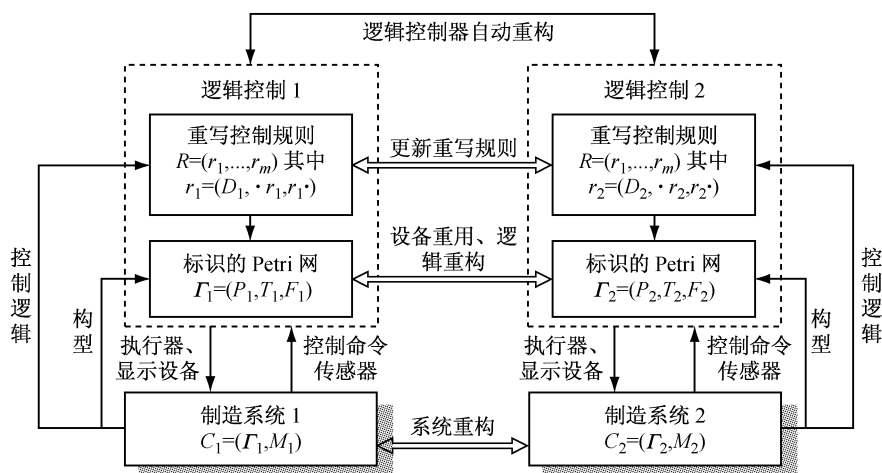 逻辑控制器自动重构
逻辑控制 1
重写控制规则
R=(r₁,...,rₘ) 其中
r₁=(D₁, ·r₁,r₁·)
更新重写规则
逻辑控制 2
重写控制规则
R=(r₁,...,rₘ) 其中
r₂=(D₂, ·r₂,r₂·)
标识的 Petri 网
Γ₁=(P₁,T₁,F₁)
设备重用、逻
辑重构
标识的 Petri 网
Γ₂=(P₂,T₂,F₂)
控制逻辑
构型
执行器、
显示设备
控制命令
传感器
执行器、
显示设备
控制命令
传感器
构型
控制逻辑
制造系统 1
C₁=(Γ₁,M₁)
系统重构
制造系统 2
C₂=(Γ₂,M₂)